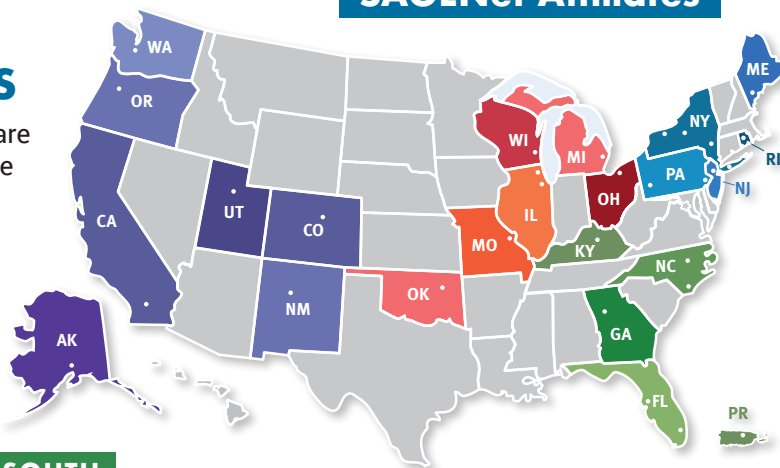 SAGENet Affiliates
S
are
e
WA
OR
CA
UT
CO
NM
AK
OK
MO
WI
IL
MI
OH
KY
NY
PA
ME
RI
NJ
NC
GA
FL
PR
SOUTH